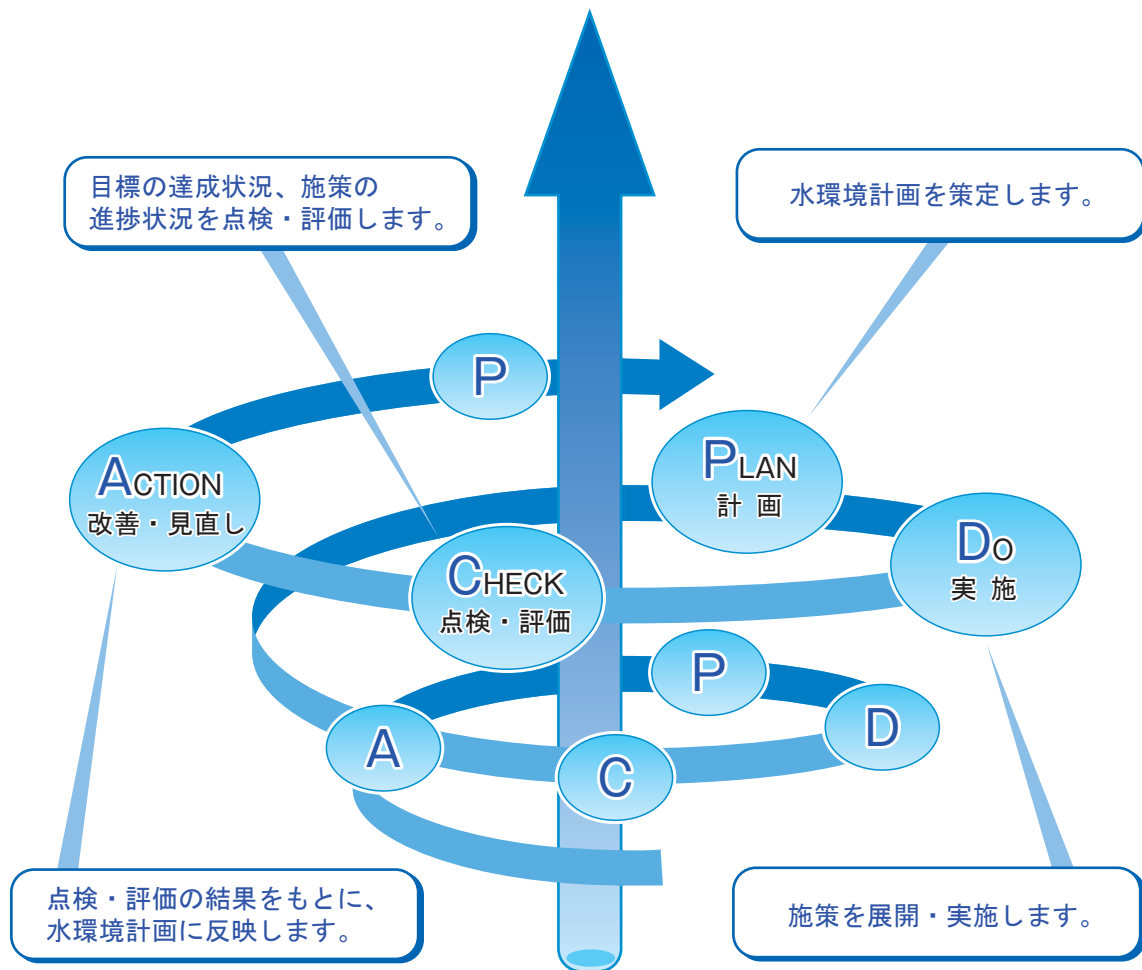 目標の達成状況、施策の
進捗状況を点検・評価します。
水環境計画を策定します。
P
ACTION
改善・見直し
PLAN
計 画
CHECK
点検・評価
DO
実 施
P
A
C
D
点検・評価の結果をもとに、
水環境計画に反映します。
施策を展開・実施します。